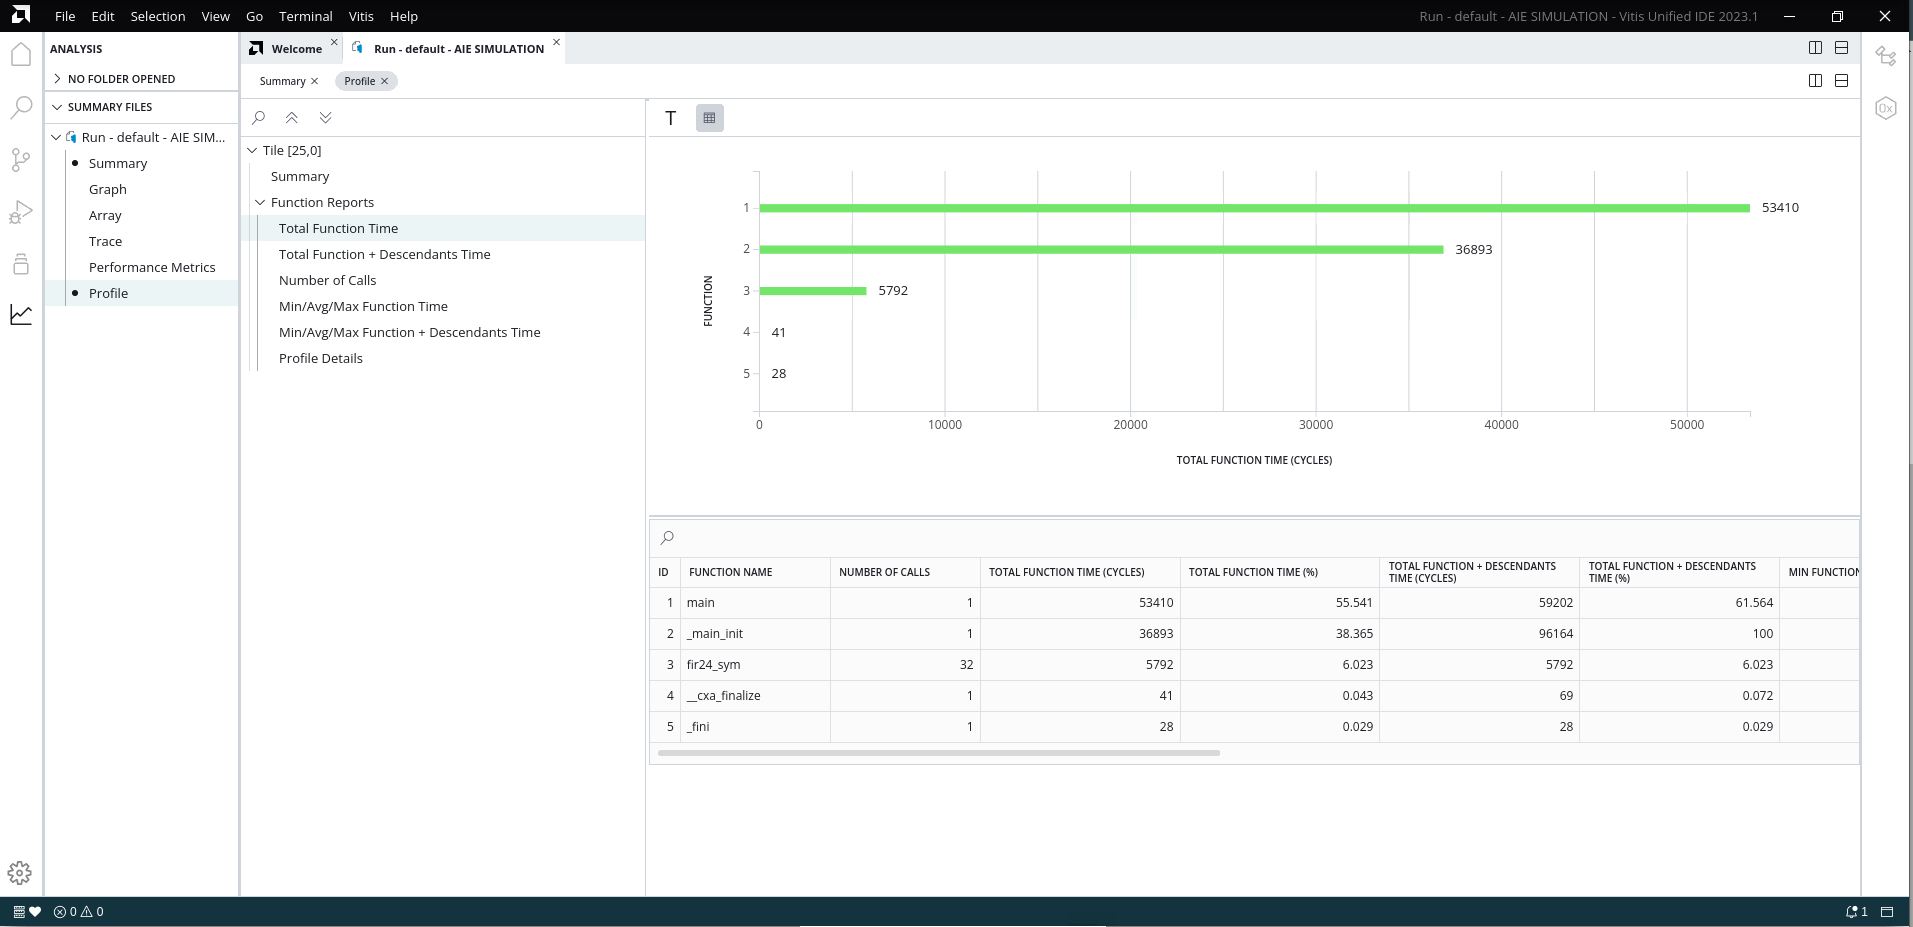 File Edit Selection View Go Terminal Vitis Help
Run - default - AIE SIMULATION - Vitis Unified IDE 2023.1
ANALYSIS
NO FOLDER OPENED
SUMMARY FILES
Run - default - AIE SIM...
Summary
Graph
Array
Trace
Performance Metrics
Profile
Welcome
Run - default - AIE SIMULATION
Summary
Profile
Tile [25,0]
Summary
Function Reports
Total Function Time
Total Function + Descendants Time
Number of Calls
Min/Avg/Max Function Time
Min/Avg/Max Function + Descendants Time
Profile Details
T
FUNCTION
1 53410
2 36893
3 5792
4 41
5 28
0 10000 20000 30000 40000 50000
TOTAL FUNCTION TIME (CYCLES)
ID FUNCTION NAME NUMBER OF CALLS TOTAL FUNCTION TIME (CYCLES) TOTAL FUNCTION TIME (%) TOTAL FUNCTION + DESCENDANTS TIME (CYCLES) TOTAL FUNCTION + DESCENDANTS TIME (%) MIN FUNCTION
1 main 1 53410 55.541 59202 61.564
2 _main_init 1 36893 38.365 96164 100
3 fir24_sym 32 5792 6.023 5792 6.023
4 __cxa_finalize 1 41 0.043 69 0.072
5 _fini 1 28 0.029 28 0.029
0x
0 0
1